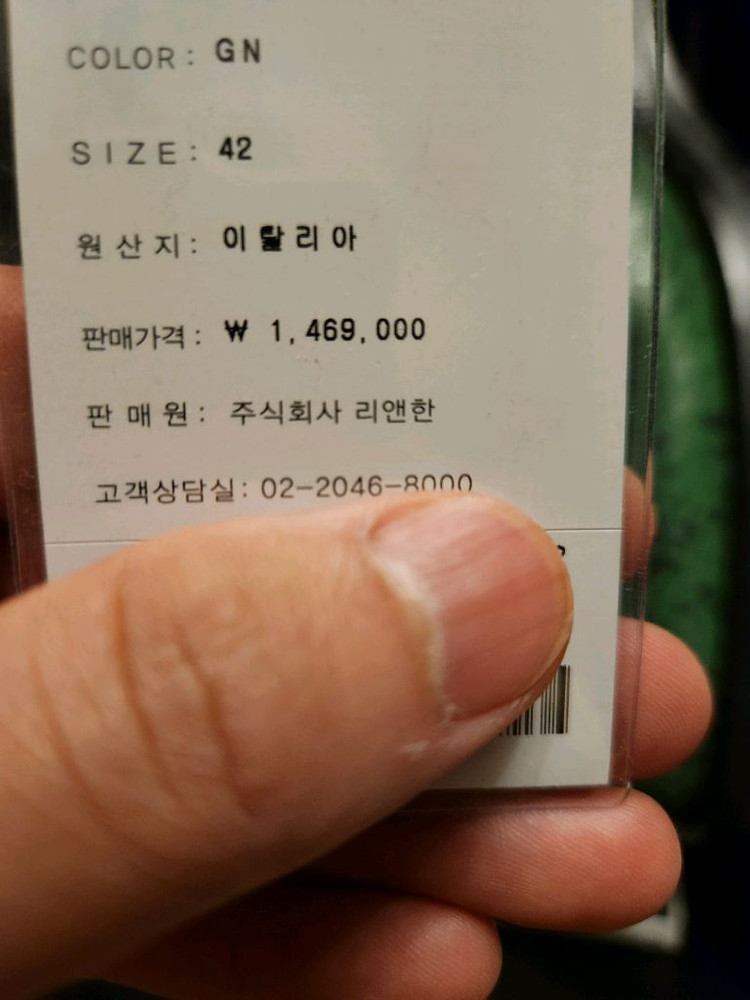 COLOR: GN
SIZE: 42
원산지: 이탈리아
판매가격: ₩ 1,469,000
판매원: 주식회사 리앤한
고객상담실: 02-2046-8000